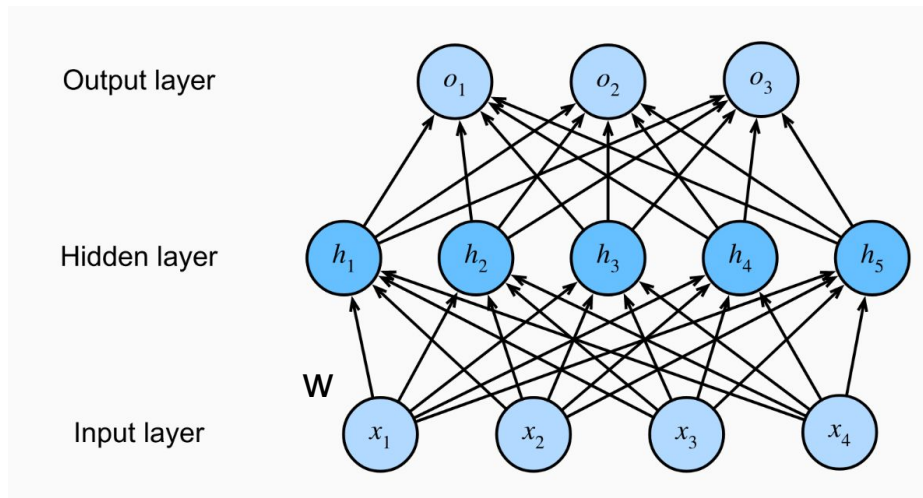 Output layer
o1 o2 o3
Hidden layer
h1 h2 h3 h4 h5
W
Input layer
x1 x2 x3 x4